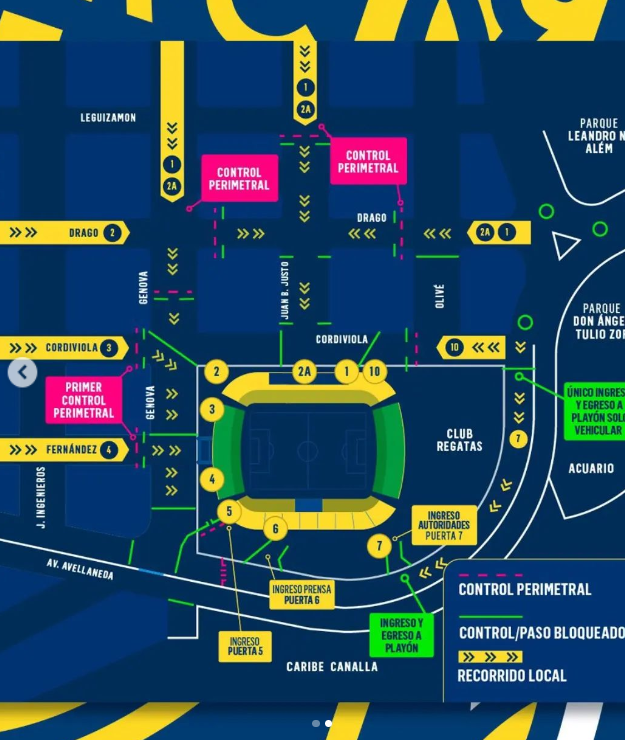 LEGUIZAMON
1
2A
1
2A
CONTROL
PERIMETRAL
CONTROL
PERIMETRAL
PARQUE
LEANDRO N
ALÉM
DRAGO
DRAGO 2
2A 1
GENOVA
JUAN B. JUSTO
OLIVÉ
PARQUE
DON ÁNGE
TULIO ZO
CORDIVIOLA
CORDIVIOLA 3
10
PRIMER
CONTROL
PERIMETRAL
GENOVA
2
2A
1
10
3
ÚNICO INGRES
Y EGRESO A
PLAYÓN SOLO
VEHICULAR
7
CLUB
REGATAS
FERNÁNDEZ 4
J. INGENIEROS
4
ACUARIO
5
6
7
INGRESO
AUTORIDADES
PUERTA 7
AV. AVELLANEDA
INGRESO PRENSA
PUERTA 6
INGRESO
PUERTA 5
INGRESO Y
EGRESO A
PLAYÓN
CARIBE CANALLA
CONTROL PERIMETRAL
CONTROL/PASO BLOQUEADO
RECORRIDO LOCAL